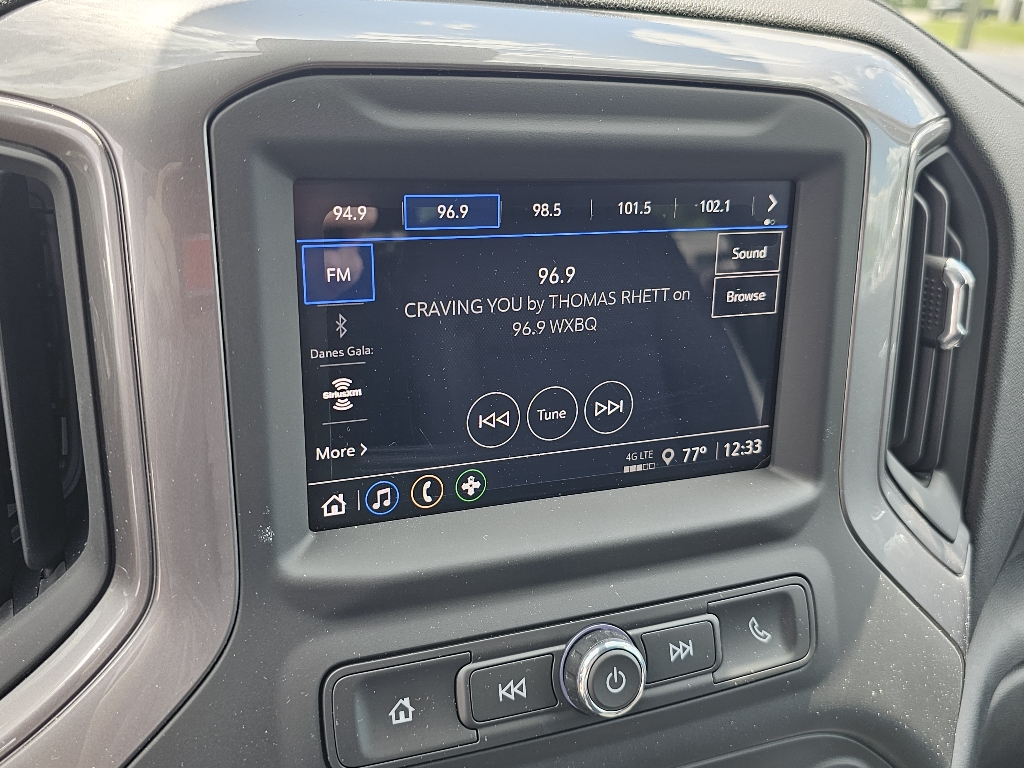 94.9
96.9
98.5
101.5
102.1
FM
Sound
96.9
Browse
CRAVING YOU by THOMAS RHETT on
96.9 WXBQ
Danes Gala:
SiriusXM
Tune
More
4G LTE
77°
12:33